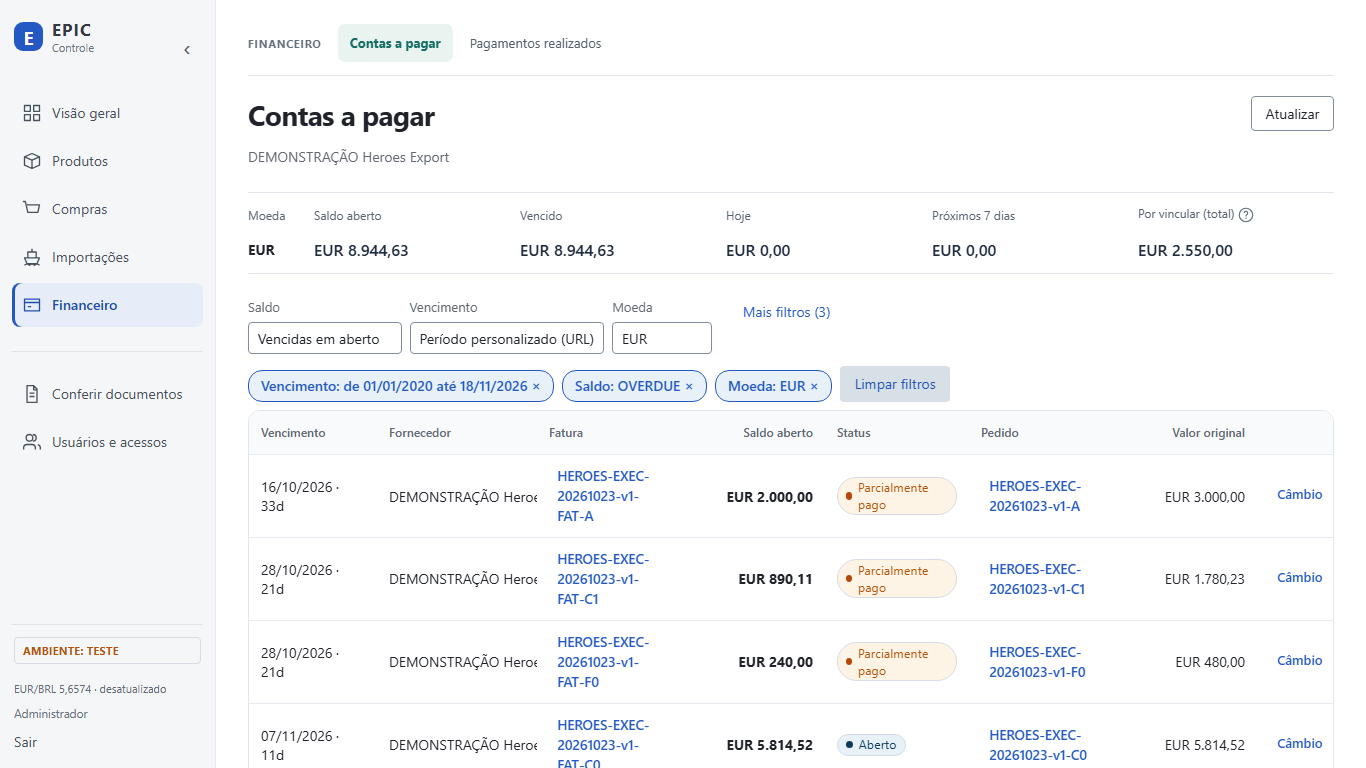 E
EPIC
Controle
Visão geral
Produtos
Compras
Importações
Financeiro
Conferir documentos
Usuários e acessos
AMBIENTE: TESTE
EUR/BRL 5,6574 · desatualizado
Administrador
Sair
FINANCEIRO Contas a pagar Pagamentos realizados
Contas a pagar
Atualizar
DEMONSTRAÇÃO Heroes Export
Moeda Saldo aberto Vencido Hoje Próximos 7 dias Por vincular (total) ?
EUR EUR 8.944,63 EUR 8.944,63 EUR 0,00 EUR 0,00 EUR 2.550,00
Saldo Vencimento Moeda
Mais filtros (3)
Vencidas em aberto Período personalizado (URL) EUR
Vencimento: de 01/01/2020 até 18/11/2026 × Saldo: OVERDUE × Moeda: EUR × Limpar filtros
Vencimento Fornecedor Fatura Saldo aberto Status Pedido Valor original
16/10/2026 ·
33d
DEMONSTRAÇÃO Heroe
HEROES-EXEC-
20261023-v1-
FAT-A
EUR 2.000,00
Parcialmente
pago
HEROES-EXEC-
20261023-v1-A
EUR 3.000,00
Câmbio
28/10/2026 ·
21d
DEMONSTRAÇÃO Heroe
HEROES-EXEC-
20261023-v1-
FAT-C1
EUR 890,11
Parcialmente
pago
HEROES-EXEC-
20261023-v1-C1
EUR 1.780,23
Câmbio
28/10/2026 ·
21d
DEMONSTRAÇÃO Heroe
HEROES-EXEC-
20261023-v1-
FAT-F0
EUR 240,00
Parcialmente
pago
HEROES-EXEC-
20261023-v1-F0
EUR 480,00
Câmbio
07/11/2026 ·
11d
DEMONSTRAÇÃO Heroe
HEROES-EXEC-
20261023-v1-
FAT-C0
EUR 5.814,52
Aberto
HEROES-EXEC-
20261023-v1-C0
EUR 5.814,52
Câmbio